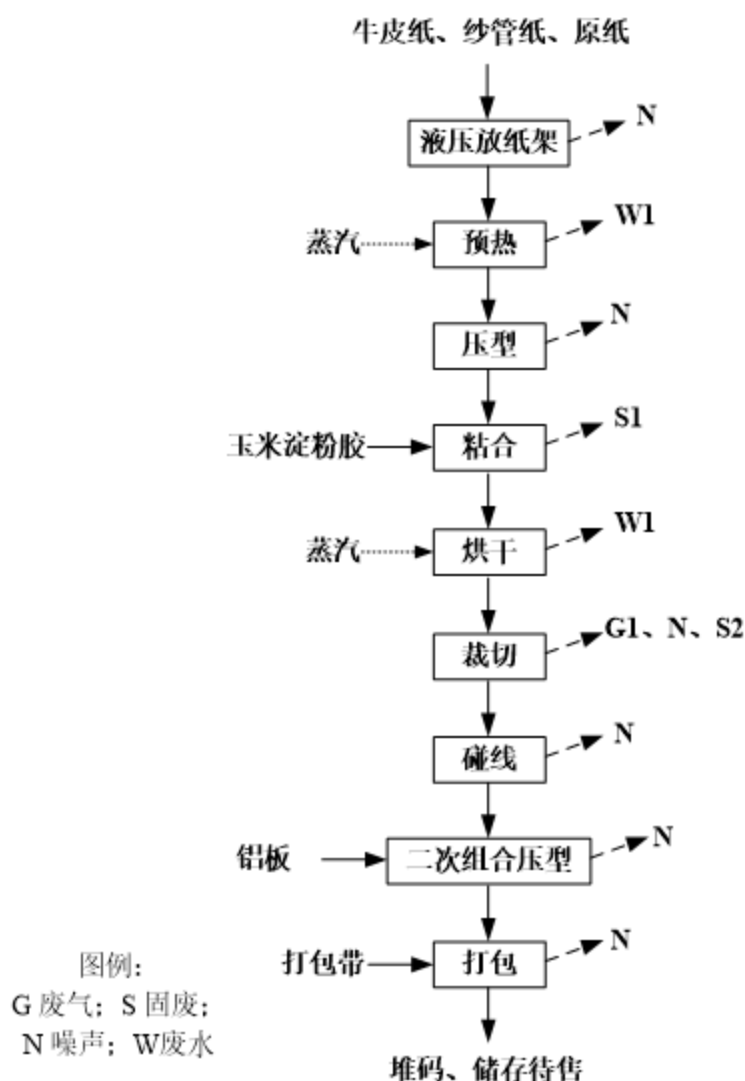 牛皮纸、纱管纸、原纸
液压放纸架
N
蒸汽
预热
W1
压型
N
玉米淀粉胶
粘合
S1
蒸汽
烘干
W1
裁切
G1、N、S2
碰线
N
铝板
二次组合压型
N
打包带
打包
N
堆码、储存待售
图例：
G 废气；S 固废；
N 噪声；W废水